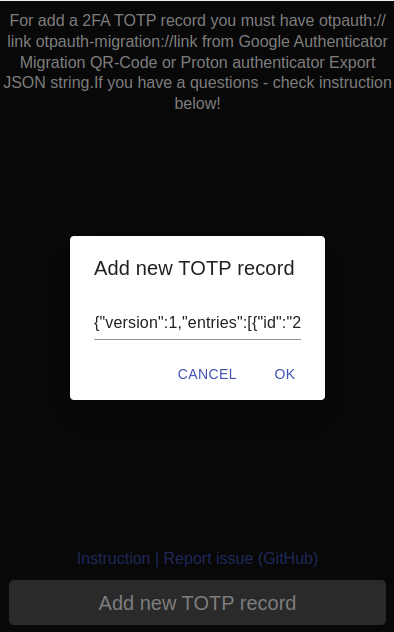 For add a 2FA TOTP record you must have otpauth://
link otpauth-migration://link from Google Authenticator
Migration QR-Code or Proton authenticator Export
JSON string.If you have a questions - check instruction
below!
Add new TOTP record
{"version":1,"entries":[{"id":"2
CANCEL OK
Instruction | Report issue (GitHub)
Add new TOTP record